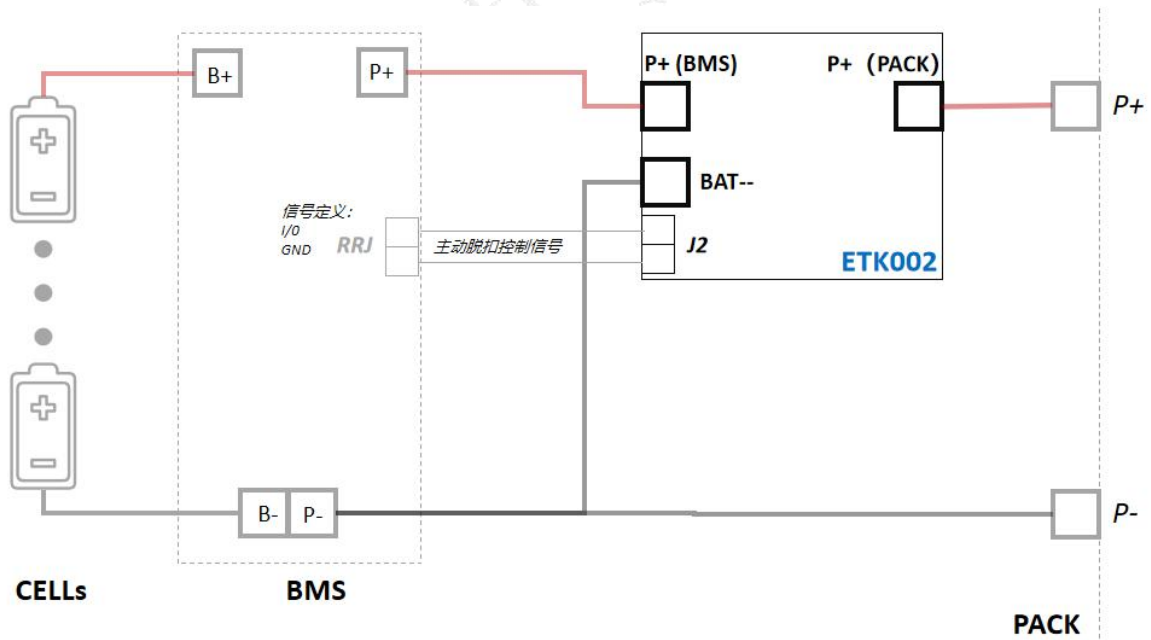 B+
P+
P+ (BMS)
P+ (PACK)
P+
BAT--
信号定义：
I/0
GND
RRJ
主动脱扣控制信号
J2
ETK002
B-
P-
P-
CELLs
BMS
PACK